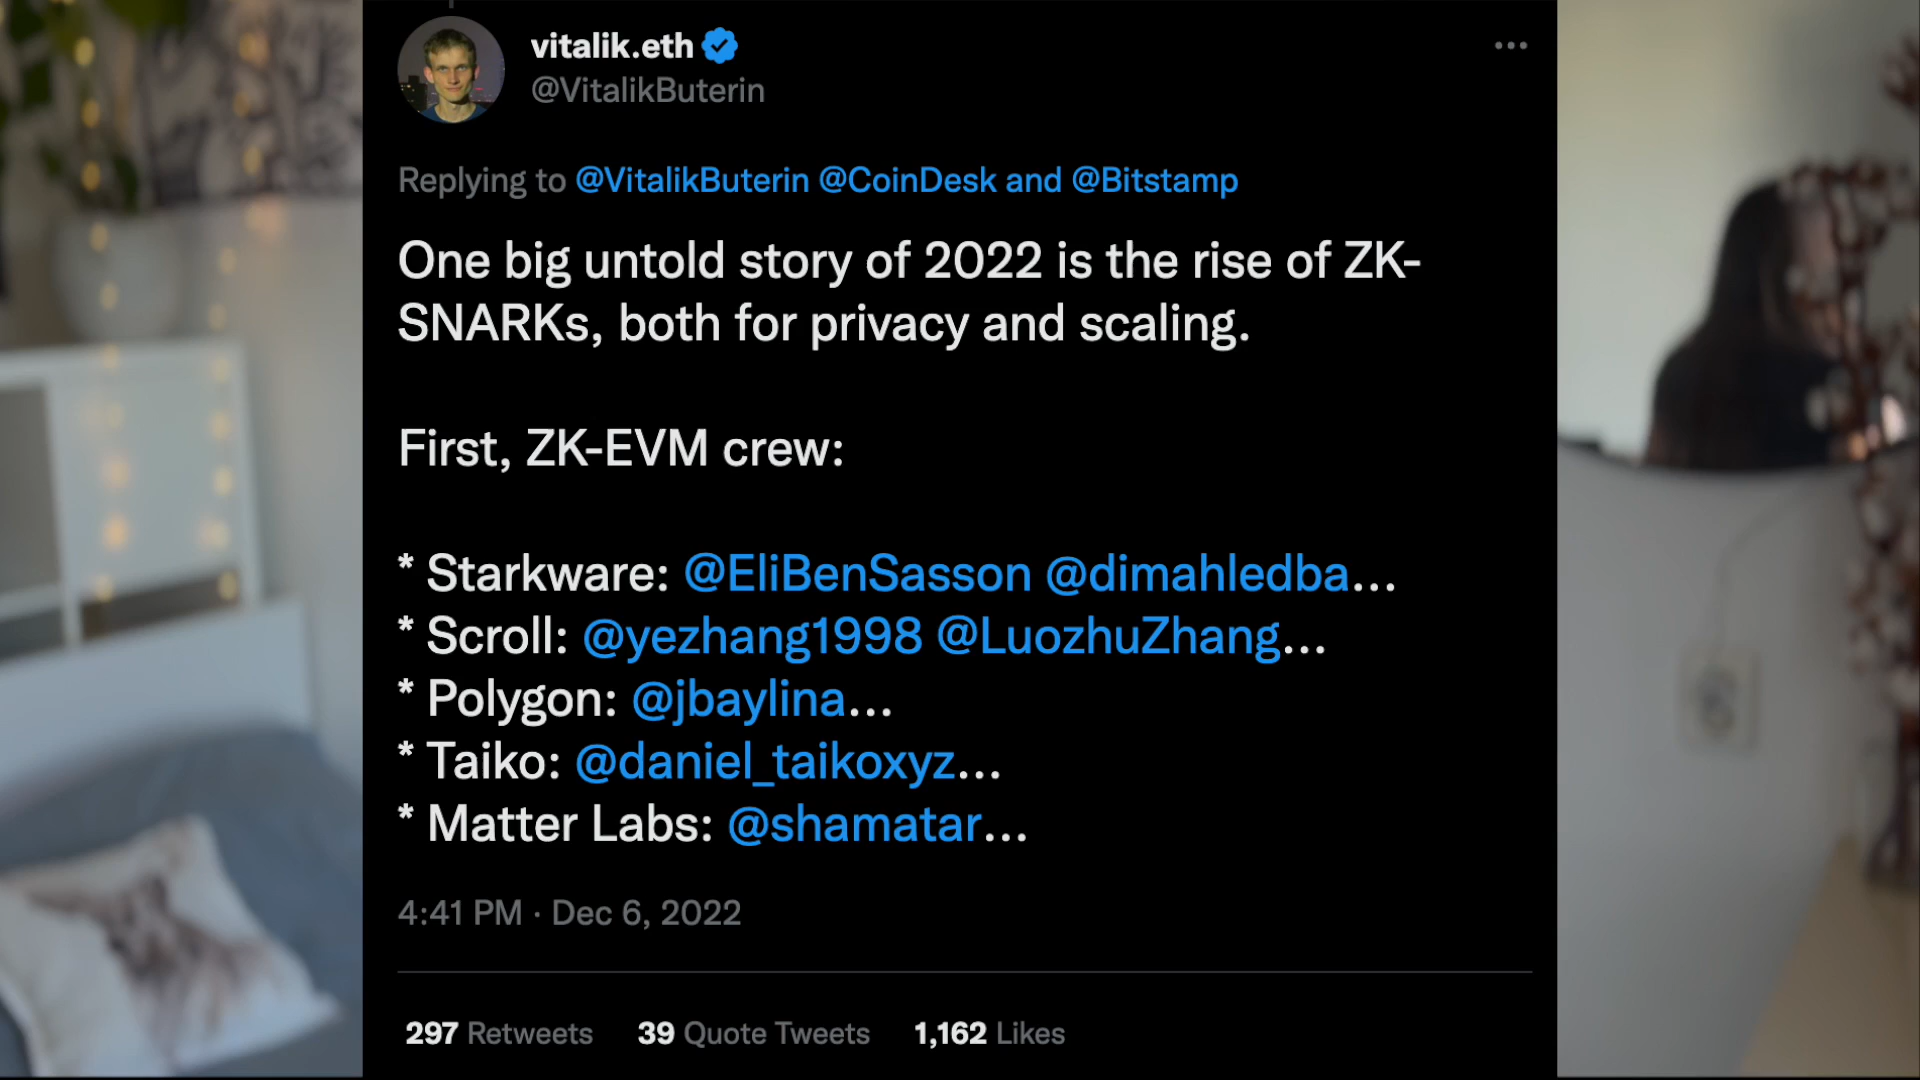 vitalik.eth
@VitalikButerin
Replying to @VitalikButerin @CoinDesk and @Bitstamp
One big untold story of 2022 is the rise of ZK-
SNARKs, both for privacy and scaling.
First, ZK-EVM crew:
* Starkware: @EliBenSasson @dimahledba...
* Scroll: @yezhang1998 @LuozhuZhang...
* Polygon: @jbaylina...
* Taiko: @daniel_taikoxyz...
* Matter Labs: @shamatar...
4:41 PM · Dec 6, 2022
297 Retweets 39 Quote Tweets 1,162 Likes